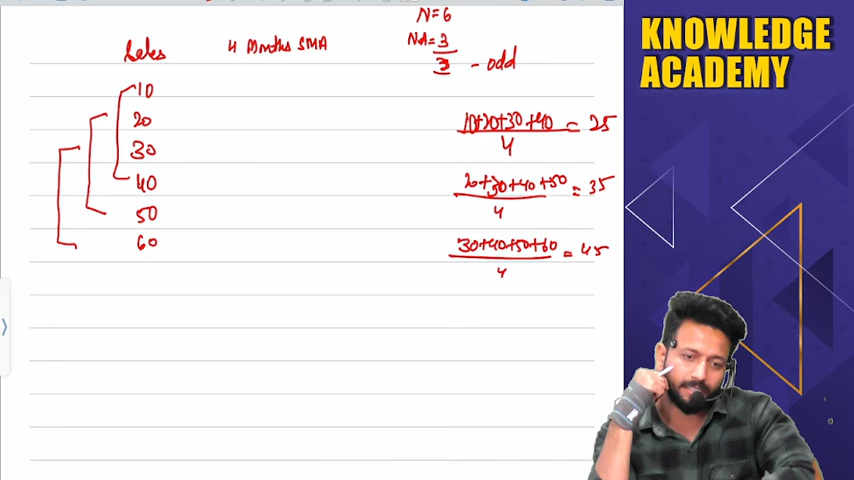 KNOWLEDGE
ACADEMY
N=6
NA=3
3 - odd
Sales
4 Months SMA
10
20
30
40
50
60
10+20+30+40 = 25
4
20+30+40+50 = 35
4
30+40+50+60 = 45
4